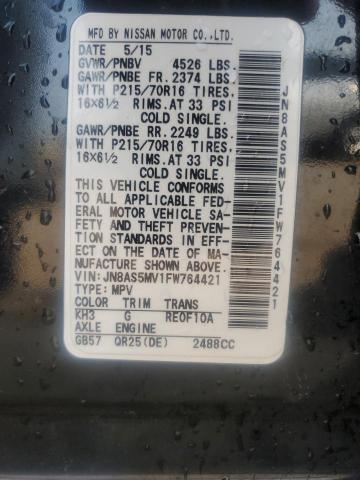 MFD BY NISSAN MOTOR CO.,LTD.
DATE 5/15
GVWR/PNBV 4526 LBS.
GAWR/PNBE FR. 2374 LBS.
WITH P215/70R16 TIRES,
16X6½ RIMS.AT 33 PSI
COLD SINGLE.
GAWR/PNBE RR. 2249 LBS.
WITH P215/70R16 TIRES,
16X6½ RIMS.AT 33 PSI
COLD SINGLE.
THIS VEHICLE CONFORMS
TO ALL APPLICABLE FED-
ERAL MOTOR VEHICLE SA-
FETY AND THEFT PREVENTION
STANDARDS IN EFF-
ECT ON THE DATE OF MA-
NUFACTURE SHOWN ABOVE.
VIN: JN8AS5MV1FW764421
TYPE: MPV
COLOR TRIM TRANS
KH3 G RE0F10A
AXLE ENGINE
GB57 QR25(DE) 2488CC
JN8AS5MV1FW764421